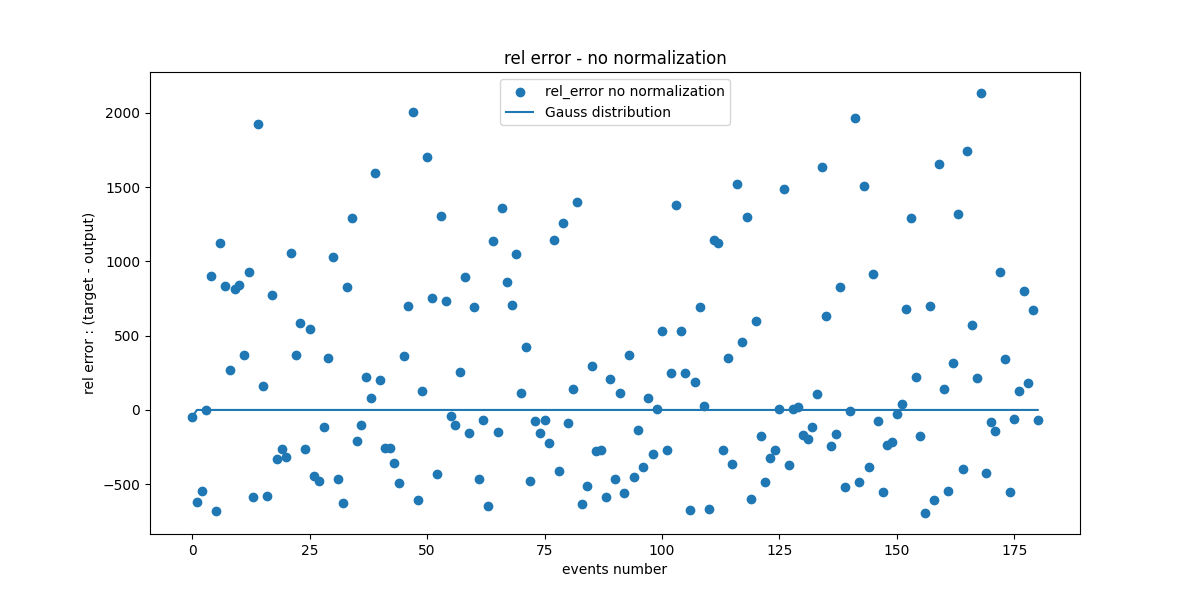 rel error - no normalization
rel_error no normalization
Gauss distribution
2000
1500
1000
500
0
−500
rel error : (target - output)
0 25 50 75 100 125 150 175
events number